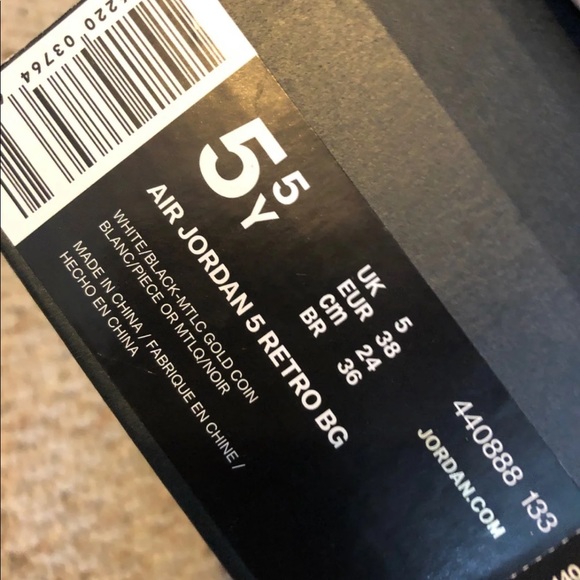 220 03764
5 5Y
AIR JORDAN 5 RETRO BG
WHITE/BLACK-MTLC GOLD COIN
BLANC/PIECE OR MTLQ/NOIR
MADE IN CHINA / FABRIQUE EN CHINE /
HECHO EN CHINA
UK 5
EUR 38
cm 24
BR 36
440888 133
JORDAN.COM